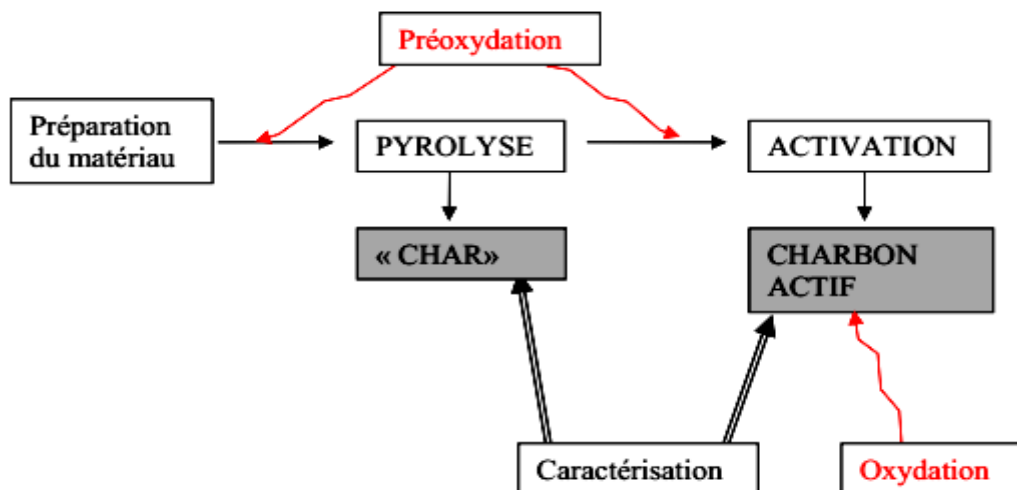 Préoxydation
Préparation
du matériau
PYROLYSE
ACTIVATION
« CHAR»
CHARBON
ACTIF
Caractérisation
Oxydation